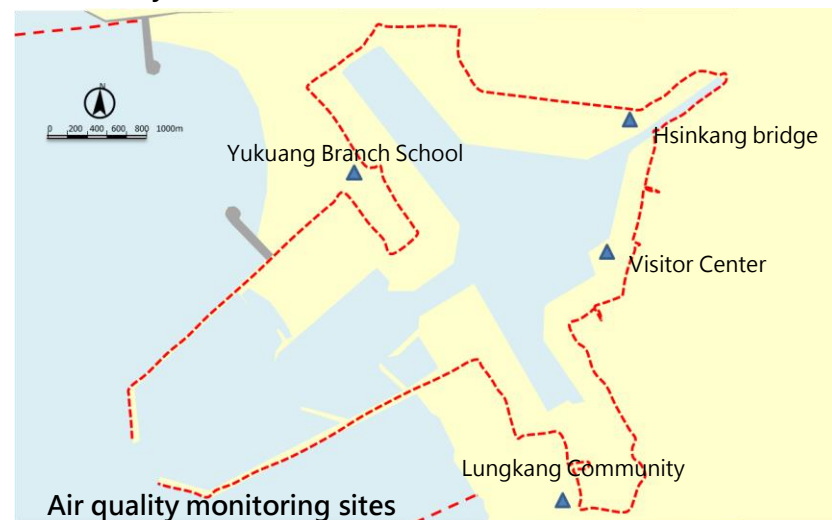 N
0 200 400 600 800 1000m
Hsinkang bridge
Yukuang Branch School
Visitor Center
Lungkang Community
Air quality monitoring sites